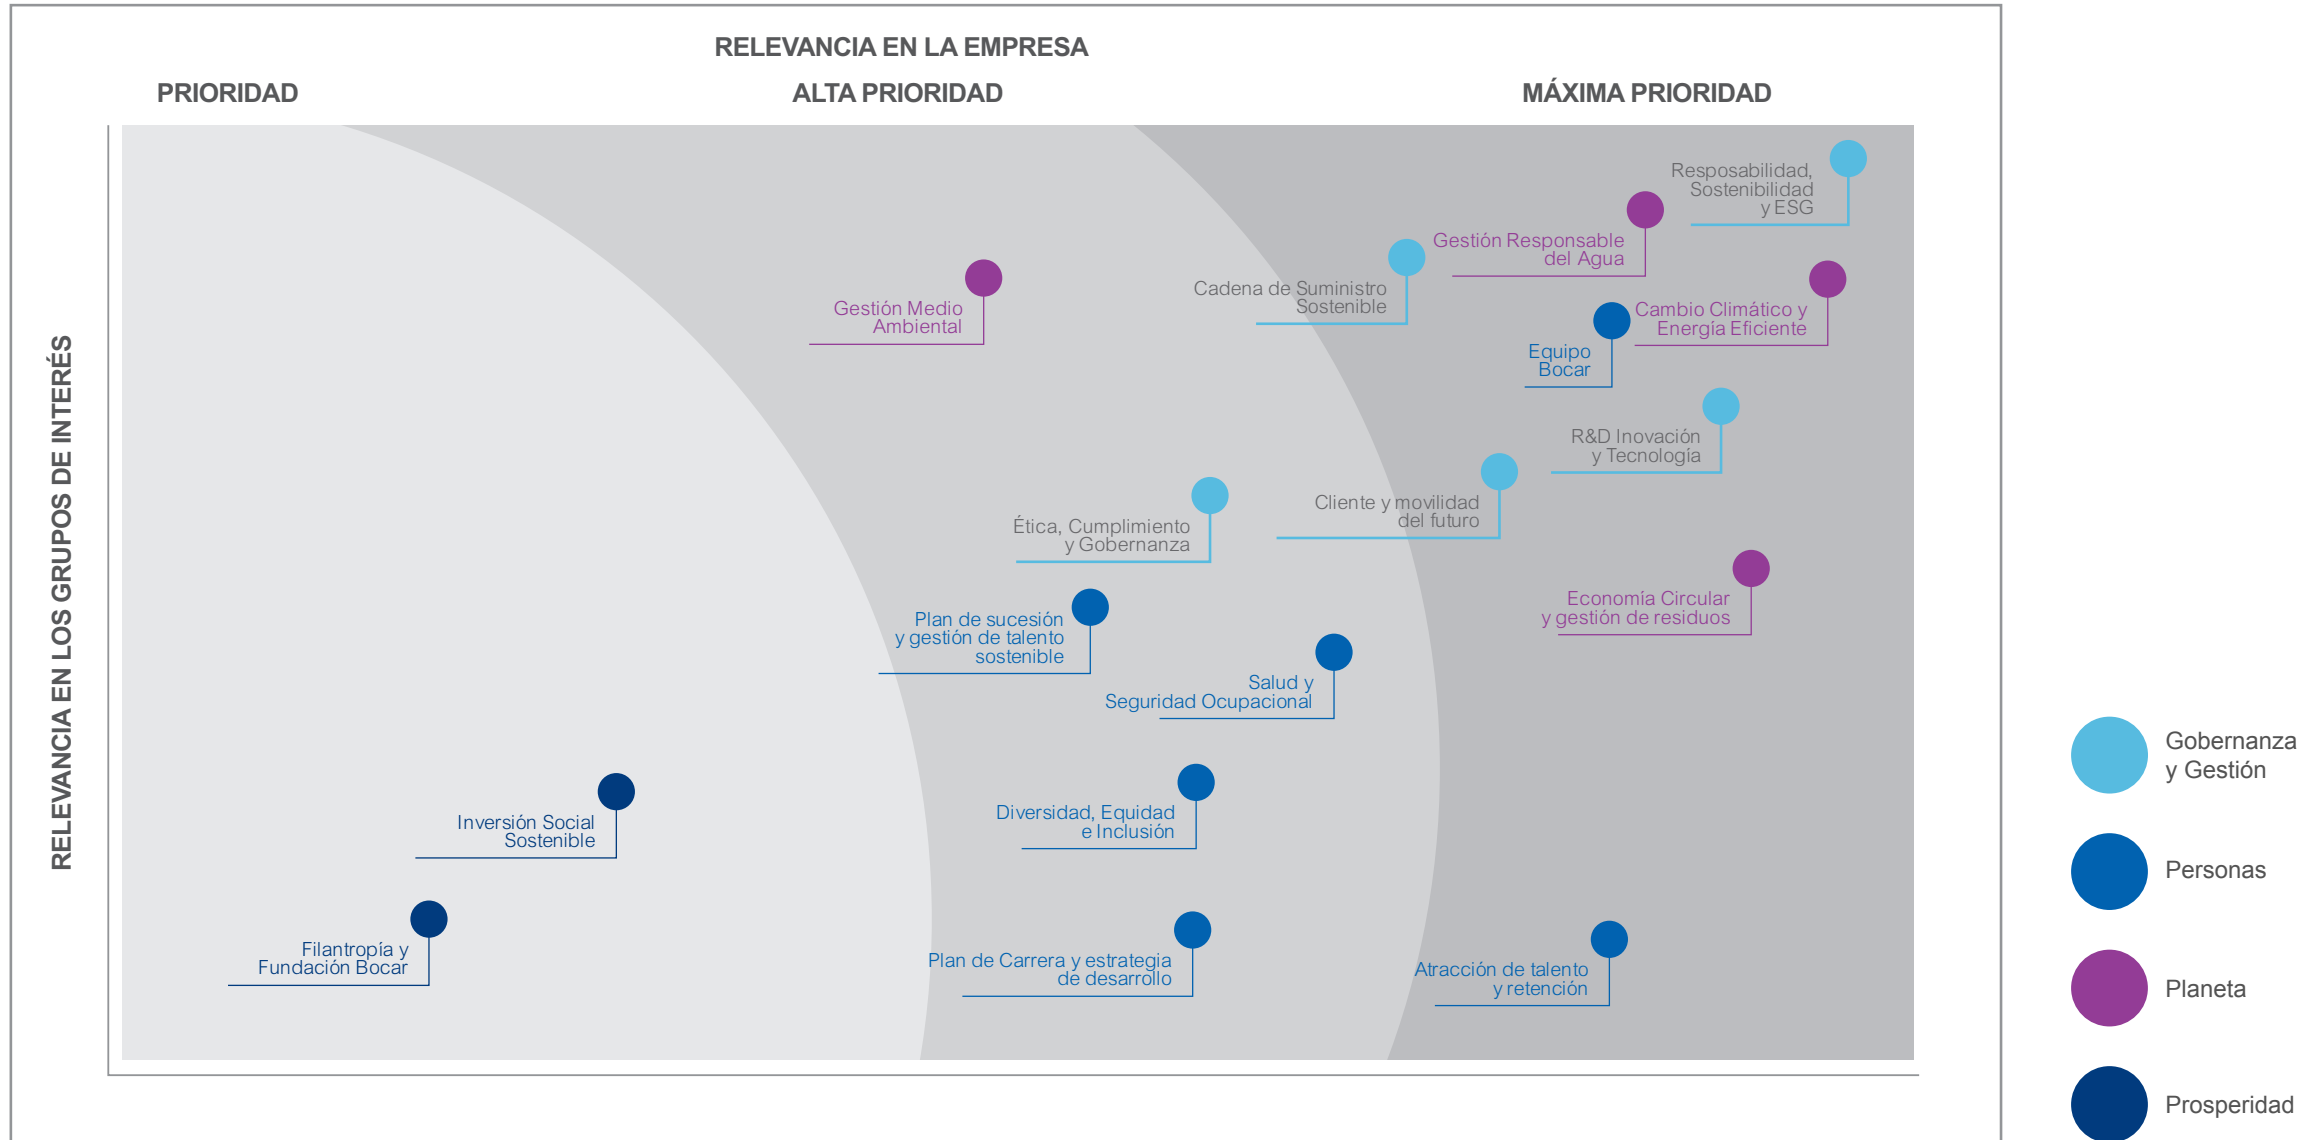 RELEVANCIA EN LA EMPRESA
PRIORIDAD
ALTA PRIORIDAD
MÁXIMA PRIORIDAD
RELEVANCIA EN LOS GRUPOS DE INTERÉS
Resposabilidad,
Sostenibilidad
y ESG
Gestión Responsable
del Agua
Cadena de Suministro
Sostenible
Gestión Medio
Ambiental
Cambio Climático y
Energía Eficiente
Equipo
Bocar
R&D Inovación
y Tecnología
Cliente y movilidad
del futuro
Ética, Cumplimiento
y Gobernanza
Economía Circular
y gestión de residuos
Plan de sucesión
y gestión de talento
sostenible
Salud y
Seguridad Ocupacional
Diversidad, Equidad
e Inclusión
Inversión Social
Sostenible
Filantropía y
Fundación Bocar
Plan de Carrera y estrategia
de desarrollo
Atracción de talento
y retención
Gobernanza
y Gestión
Personas
Planeta
Prosperidad